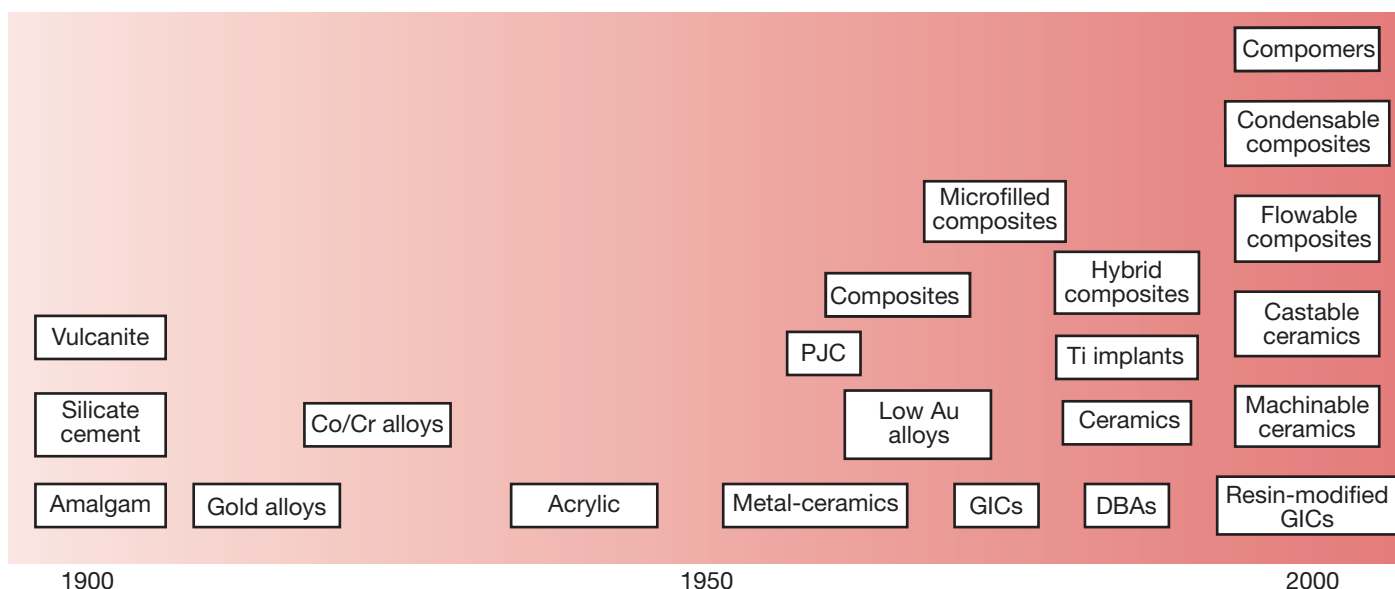 Compomers
Condensable
composites
Microfilled
composites
Flowable
composites
Hybrid
composites
Composites
Castable
ceramics
Vulcanite
PJC
Ti implants
Silicate
cement
Co/Cr alloys
Low Au
alloys
Ceramics
Machinable
ceramics
Amalgam
Gold alloys
Acrylic
Metal-ceramics
GICs
DBAs
Resin-modified
GICs
1900
1950
2000